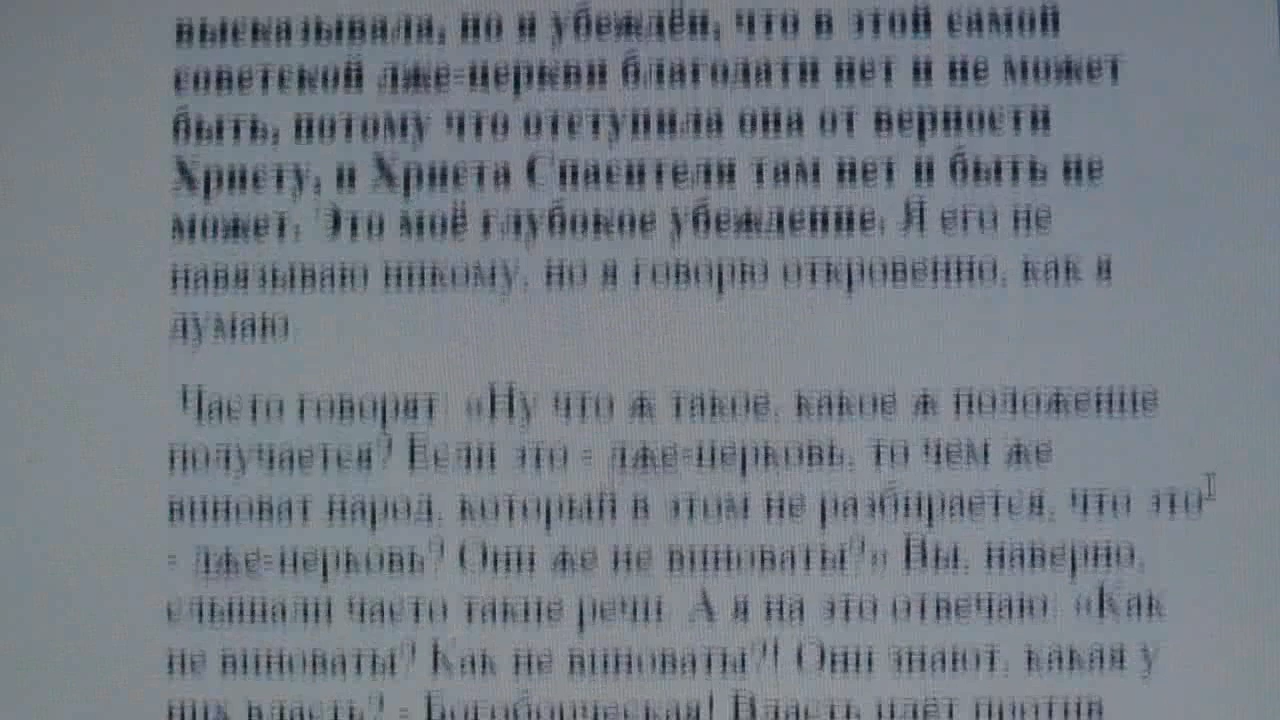 высказывала, но я убеждён, что в этой самой
советской лже-церкви благодати нет и не может
быть, потому что отступила она от верности
Христу, и Христа Спасителя там нет и быть не
может. Это моё глубокое убеждение. Я его не
навязываю никому, но я говорю откровенно, как я
думаю.
Часто говорят: «Ну что ж такое, какое ж положение
получается? Если это - лже-церковь, то чем же
виноват народ, который в этом не разбирается, что это
- лже-церковь? Они же не виноваты?» Вы, наверно,
слышали часто такие речи. А я на это отвечаю: «Как
не виноваты? Как не виноваты?! Они знают, какая у
них власть? - Богоборческая! Власть идёт против